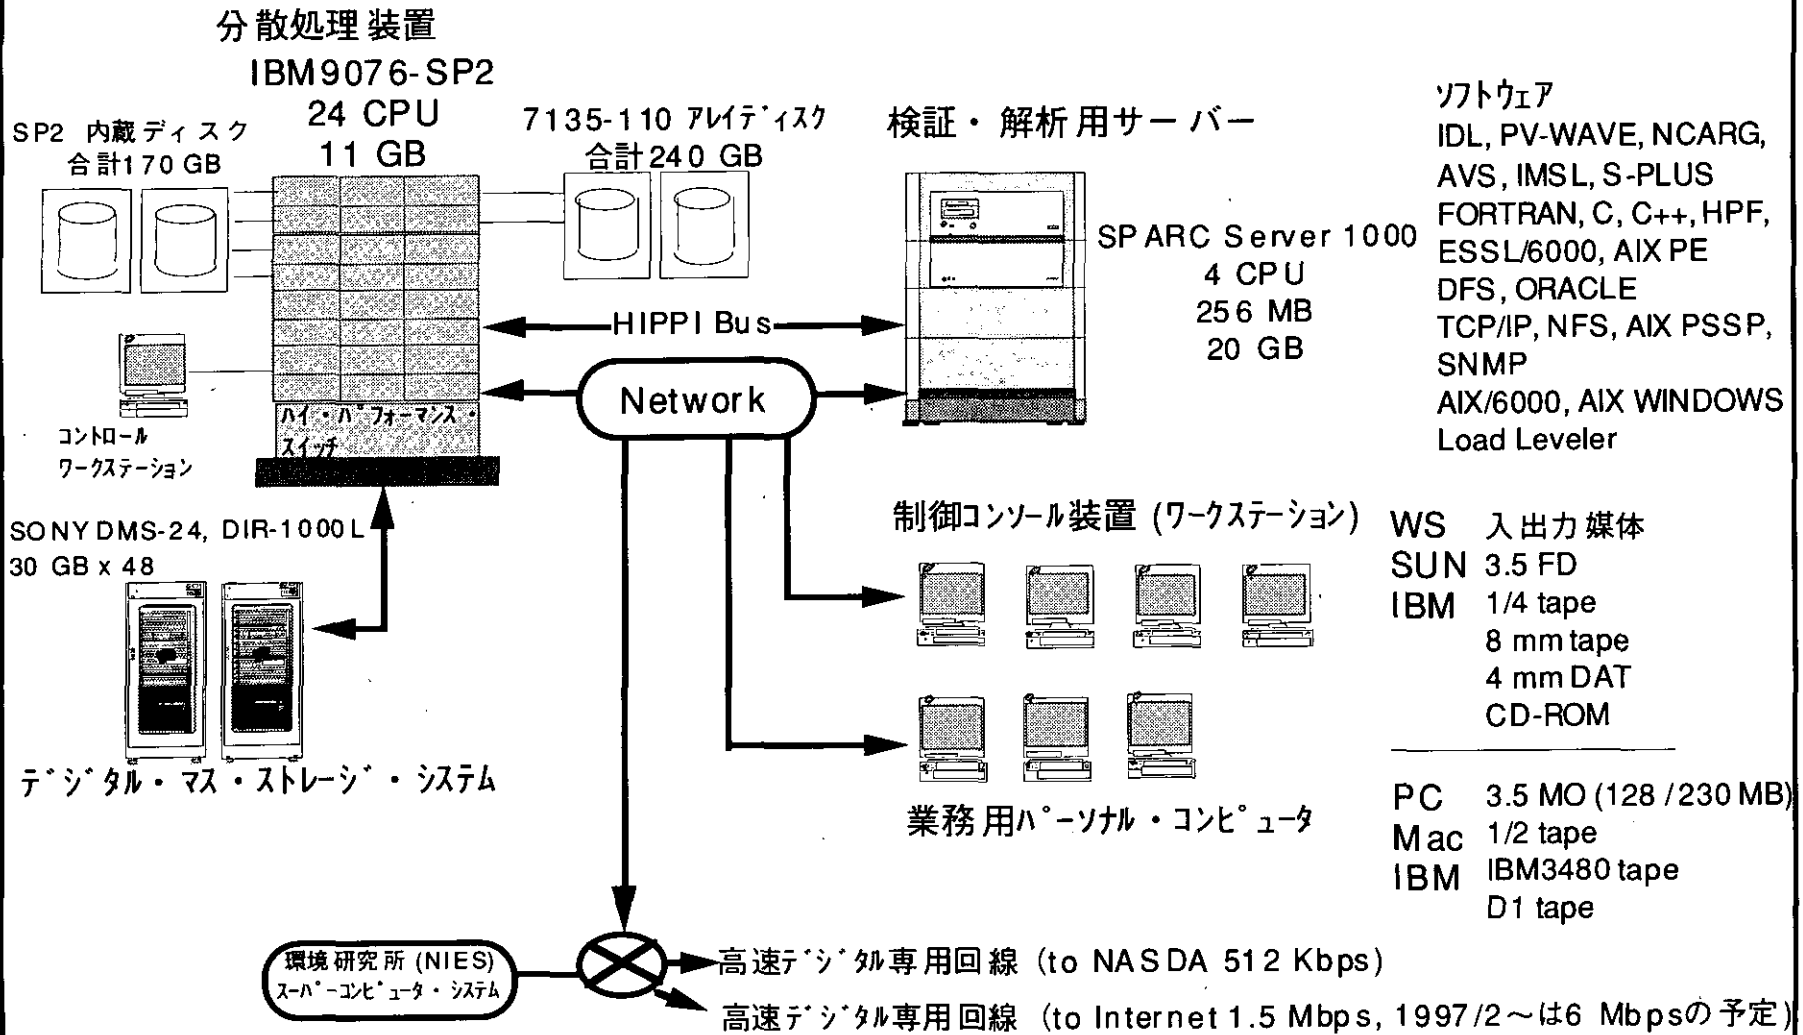 分散処理装置
IBM9076-SP2
24 CPU
11 GB
SP2 内蔵ディスク
合計170 GB
7135-110 ｱﾚｲﾃﾞｨｽｸ
合計240 GB
コントロール
ワークステーション
ﾊｲ・ﾊﾟﾌｫｰﾏﾝｽ・
ｽｲｯﾁ
SONY DMS-24, DIR-1000L
30 GB x 48
ﾃﾞｼﾞﾀﾙ・ﾏｽ・ｽﾄﾚｰｼﾞ・ｼｽﾃﾑ
HIPPI Bus
Network
検証・解析用サーバー
SPARC Server 1000
4 CPU
256 MB
20 GB
ソフトウェア
IDL, PV-WAVE, NCARG,
AVS, IMSL, S-PLUS
FORTRAN, C, C++, HPF,
ESSL/6000, AIX PE
DFS, ORACLE
TCP/IP, NFS, AIX PSSP,
SNMP
AIX/6000, AIX WINDOWS
Load Leveler
制御ｺﾝｿｰﾙ装置 (ﾜｰｸｽﾃｰｼｮﾝ)
業務用ﾊﾟｰｿﾅﾙ・ｺﾝﾋﾟｭｰﾀ
WS 入出力媒体
SUN 3.5 FD
IBM 1/4 tape
8 mm tape
4 mm DAT
CD-ROM
PC 3.5 MO (128 / 230 MB)
Mac 1/2 tape
IBM IBM3480 tape
D1 tape
環境研究所 (NIES)
ｽｰﾊﾟｰｺﾝﾋﾟｭｰﾀ・ｼｽﾃﾑ
高速ﾃﾞｼﾞﾀﾙ専用回線 (to NASDA 512 Kbps)
高速ﾃﾞｼﾞﾀﾙ専用回線 (to Internet 1.5 Mbps, 1997/2～は6 Mbpsの予定)